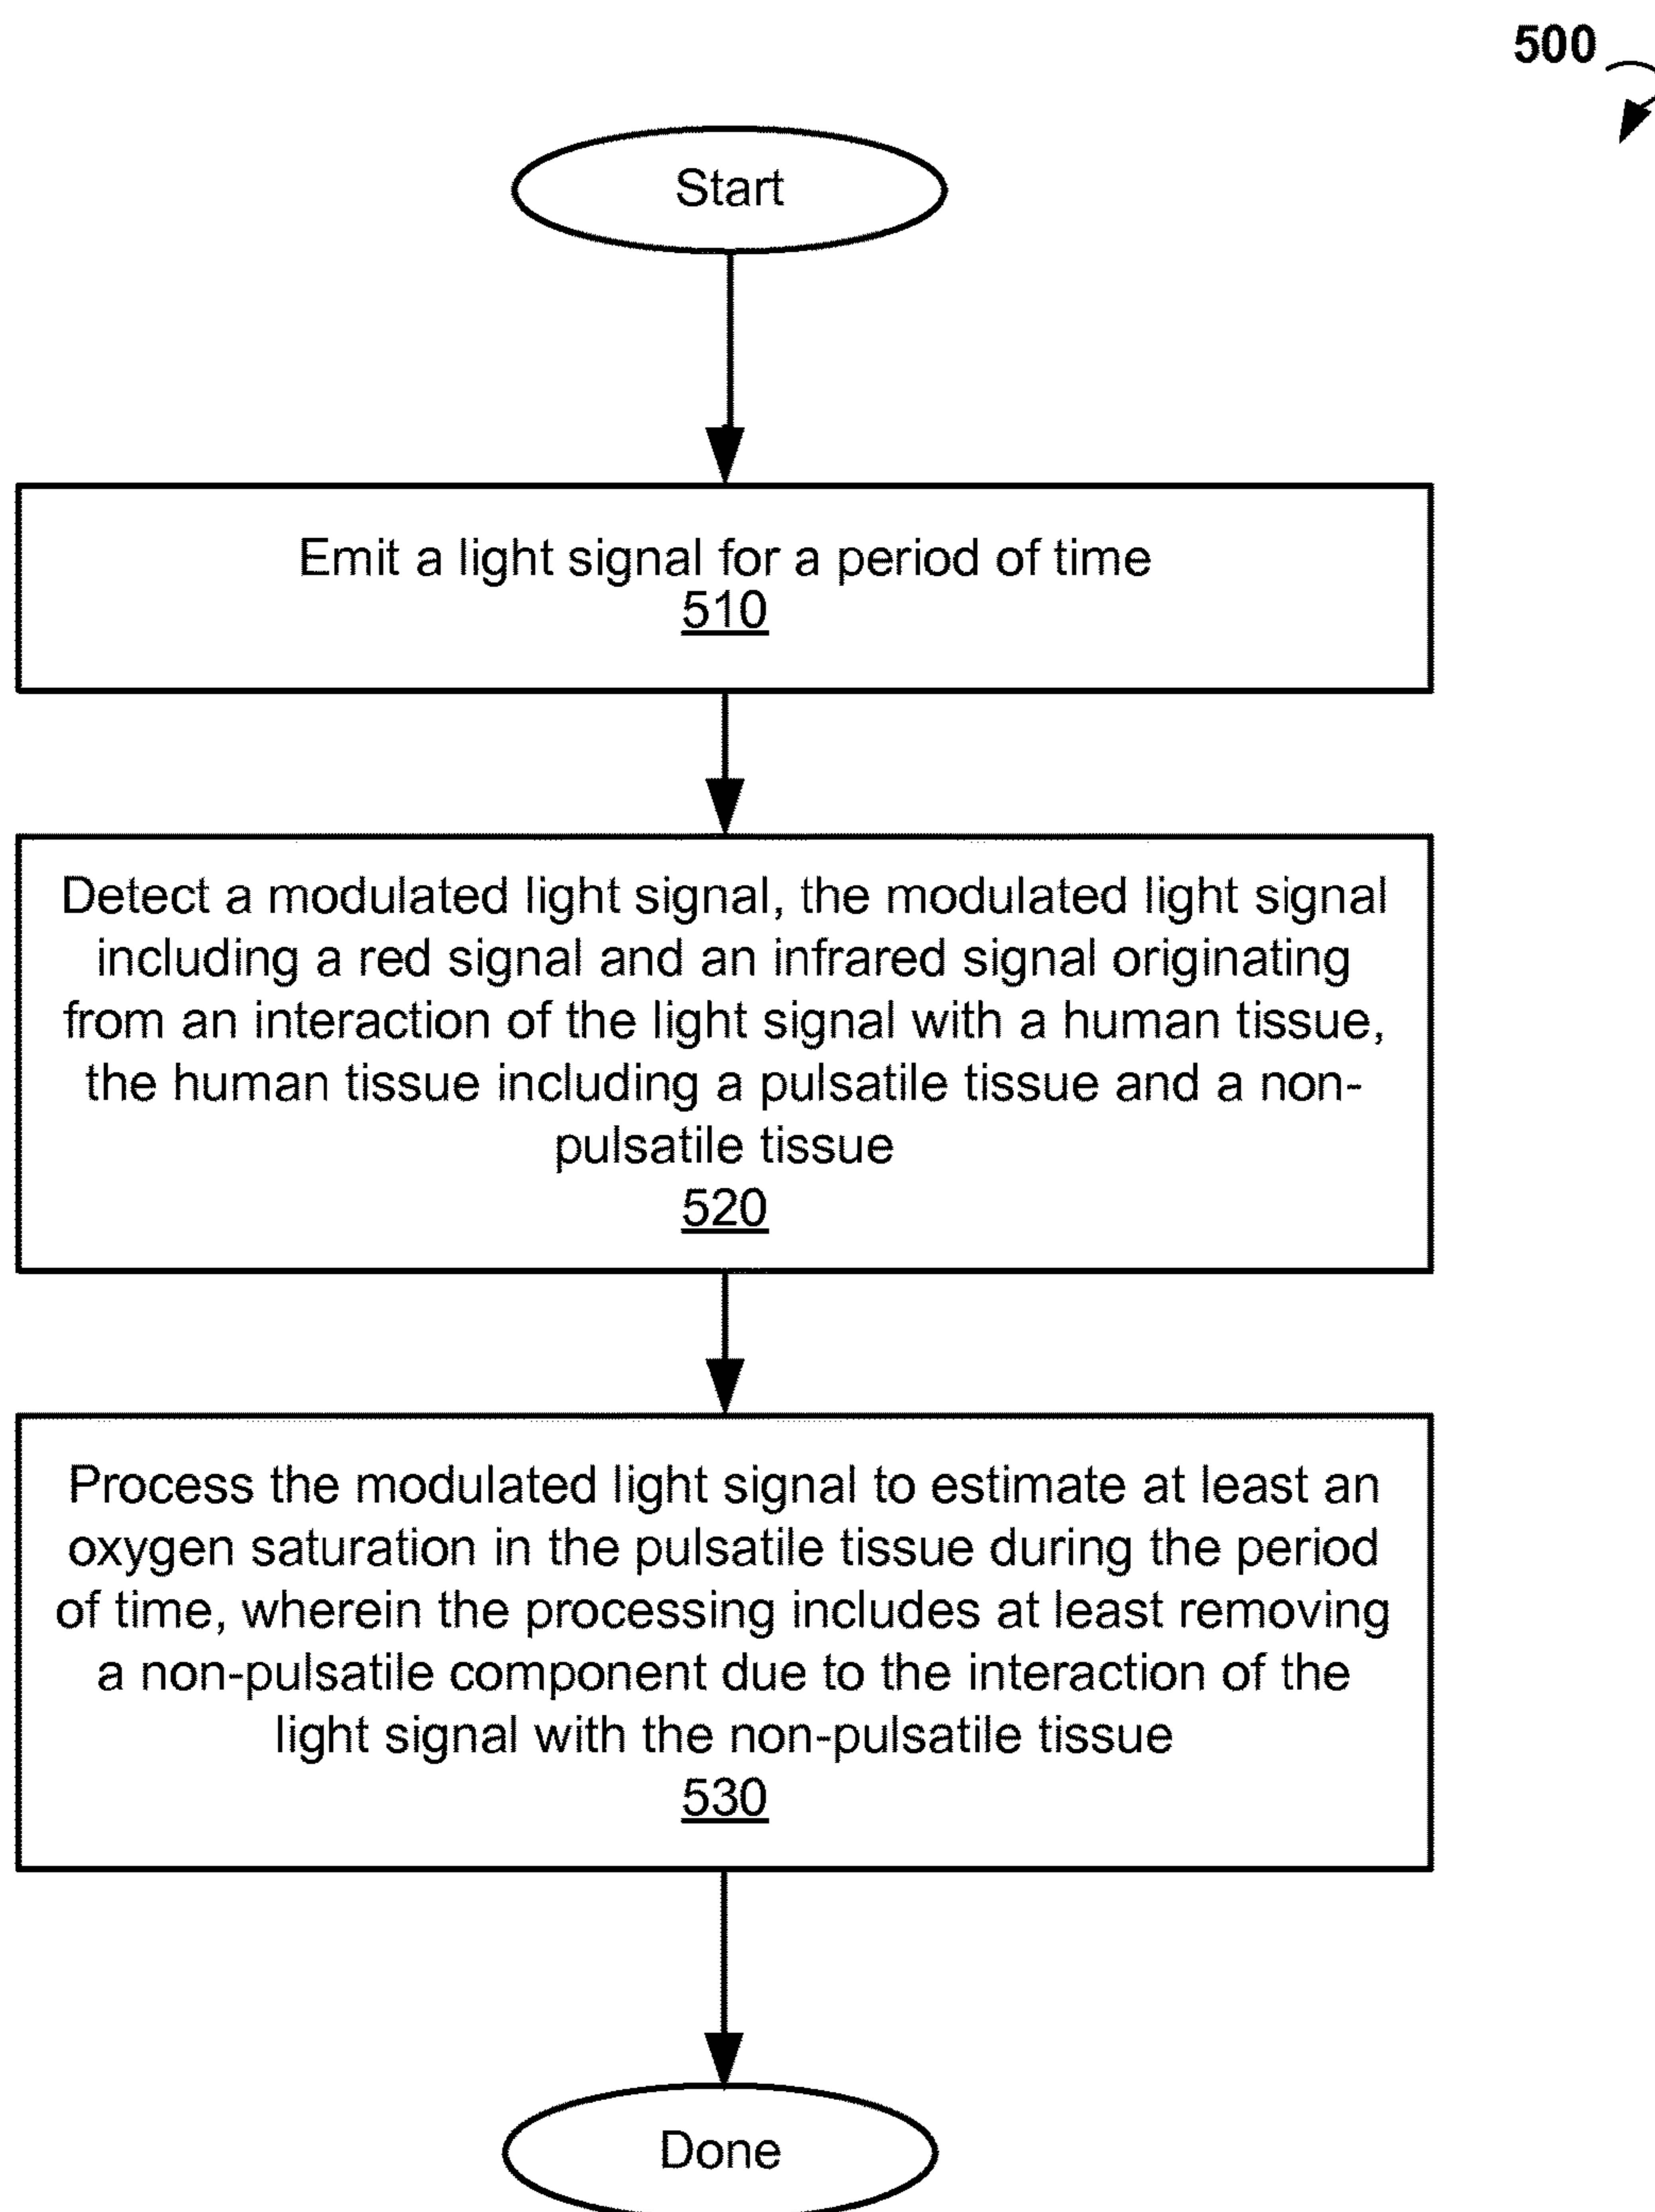 500
Start
Emit a light signal for a period of time
510
Detect a modulated light signal, the modulated light signal
including a red signal and an infrared signal originating
from an interaction of the light signal with a human tissue,
the human tissue including a pulsatile tissue and a non-
pulsatile tissue
520
Process the modulated light signal to estimate at least an
oxygen saturation in the pulsatile tissue during the period
of time, wherein the processing includes at least removing
a non-pulsatile component due to the interaction of the
light signal with the non-pulsatile tissue
530
Done